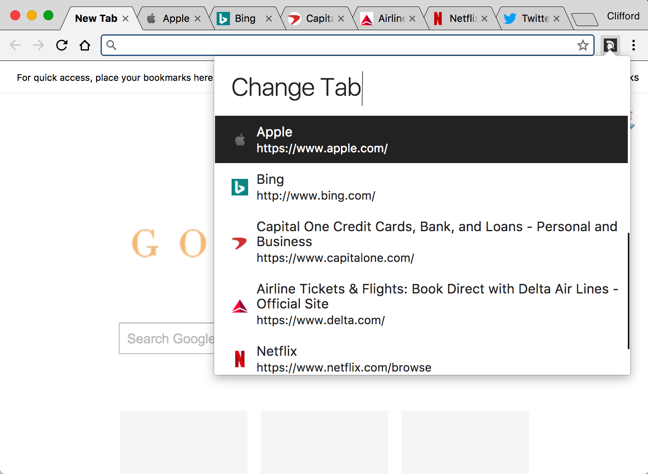 New Tab
Apple
Bing
Capita
Airline
Netflix
Twitte
Clifford
For quick access, place your bookmarks here
ks
Change Tab
Apple
https://www.apple.com/
Bing
http://www.bing.com/
Capital One Credit Cards, Bank, and Loans - Personal and
Business
https://www.capitalone.com/
Airline Tickets & Flights: Book Direct with Delta Air Lines -
Official Site
https://www.delta.com/
Netflix
https://www.netflix.com/browse
G O
Search Google